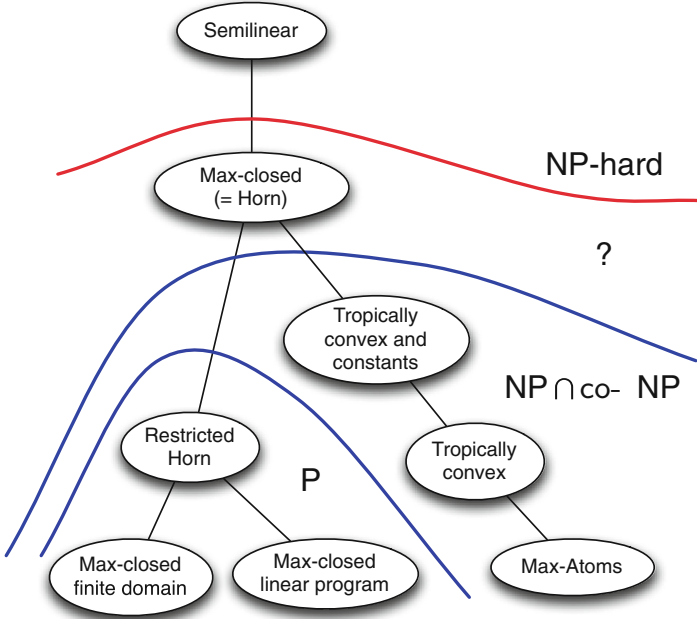 Semilinear
NP-hard
Max-closed
(= Horn)
?
Tropically
convex and
constants
NP ∩ co- NP
Restricted
Horn
Tropically
convex
P
Max-closed
finite domain
Max-closed
linear program
Max-Atoms